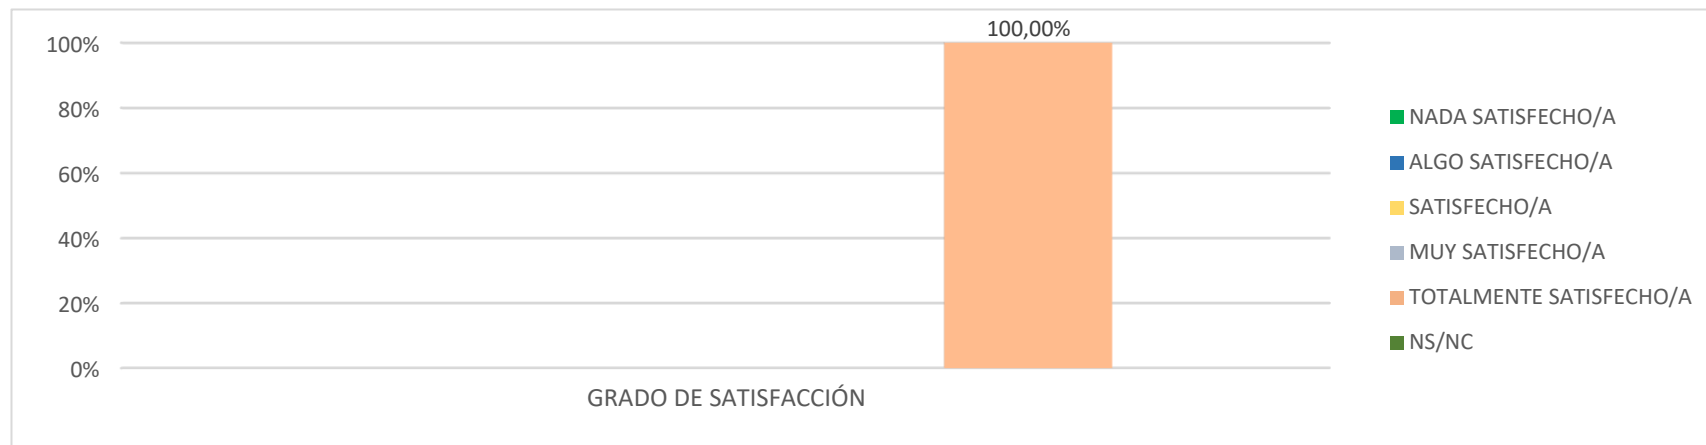 100,00%
100%
80%
60%
40%
20%
0%
GRADO DE SATISFACCIÓN
NADA SATISFECHO/A
ALGO SATISFECHO/A
SATISFECHO/A
MUY SATISFECHO/A
TOTALMENTE SATISFECHO/A
NS/NC